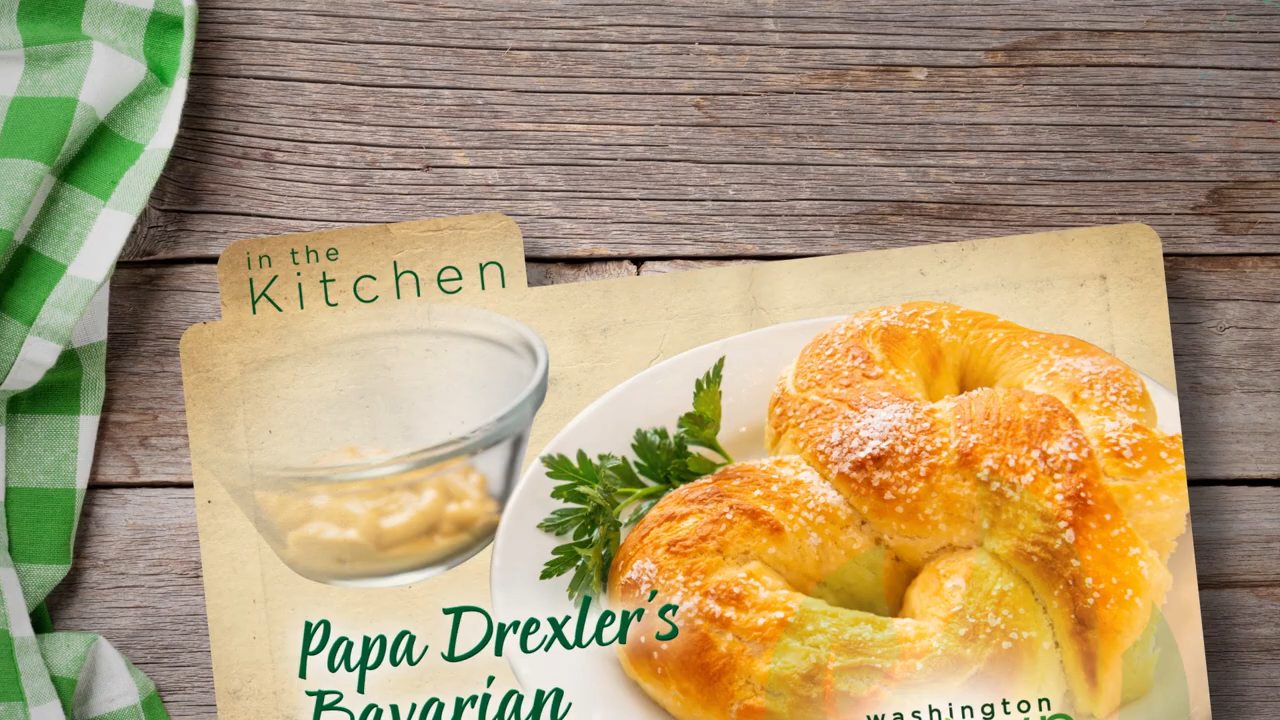 in the
Kitchen
Papa Drexler's
Bavarian
washington